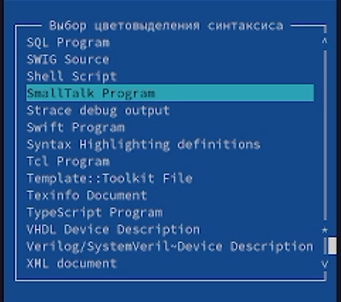 Выбор цветовыделения синтаксиса
SQL Program
SWIG Source
Shell Script
SmallTalk Program
Strace debug output
Swift Program
Syntax Highlighting definitions
Tcl Program
Template::Toolkit File
Texinfo Document
TypeScript Program
VHDL Device Description
Verilog/SystemVeril~Device Description
XML document